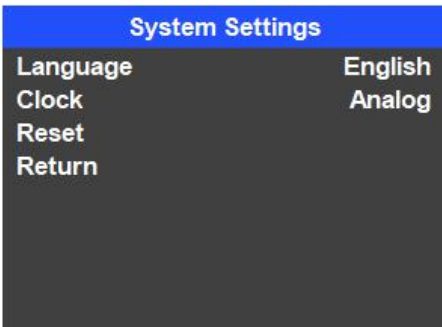 System Settings
Language English
Clock Analog
Reset
Return